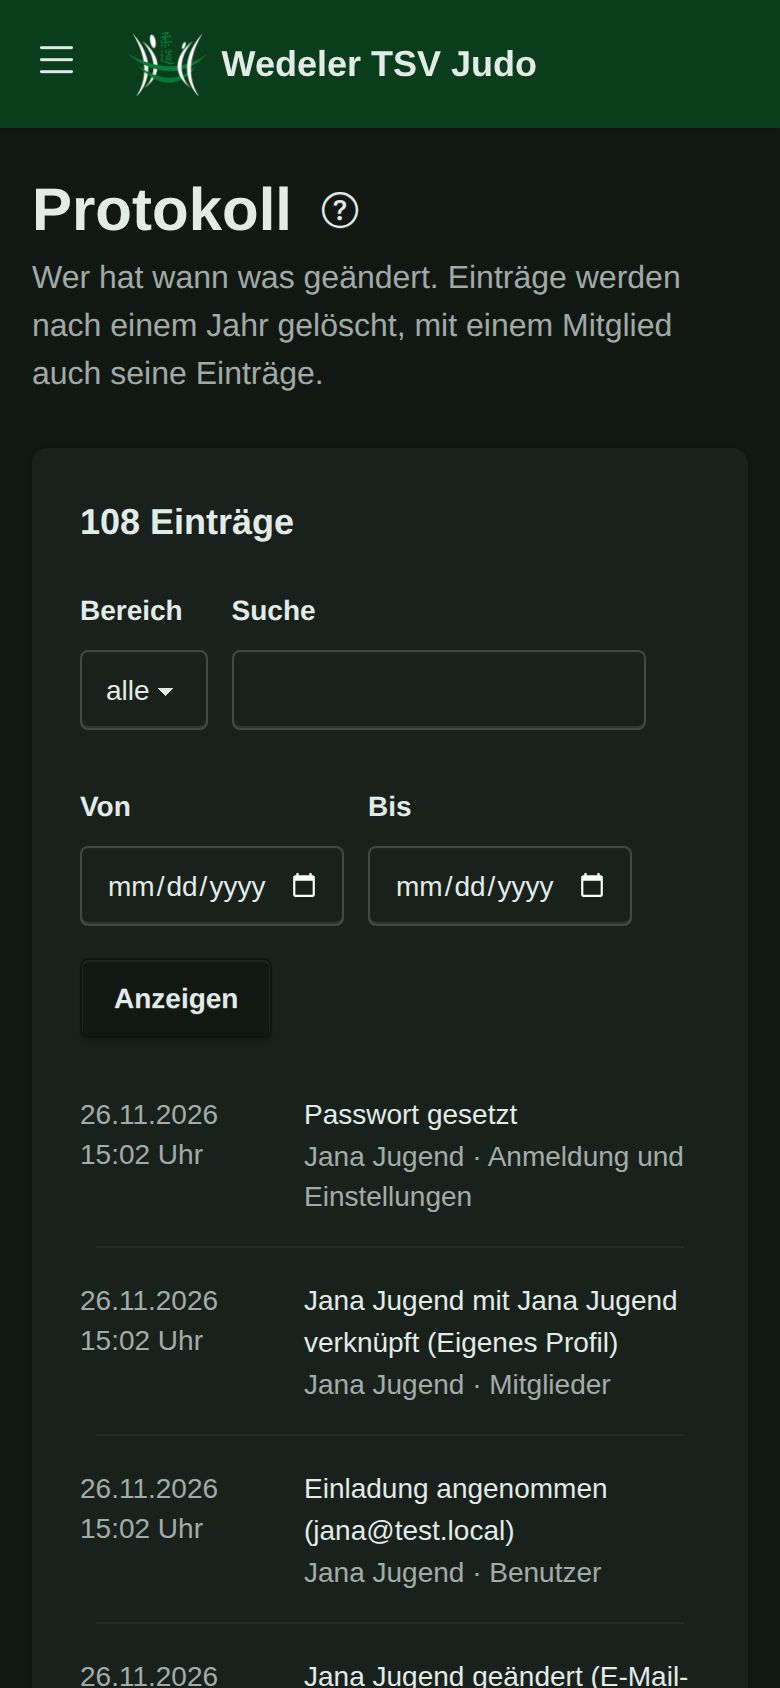 柔道
Wedeler TSV Judo
Protokoll ?
Wer hat wann was geändert. Einträge werden
nach einem Jahr gelöscht, mit einem Mitglied
auch seine Einträge.
108 Einträge
Bereich Suche
alle
Von Bis
mm/dd/yyyy mm/dd/yyyy
Anzeigen
26.11.2026 Passwort gesetzt
15:02 Uhr Jana Jugend · Anmeldung und
Einstellungen
26.11.2026 Jana Jugend mit Jana Jugend
15:02 Uhr verknüpft (Eigenes Profil)
Jana Jugend · Mitglieder
26.11.2026 Einladung angenommen
15:02 Uhr (jana@test.local)
Jana Jugend · Benutzer
26.11.2026 Jana Jugend geändert (E-Mail-